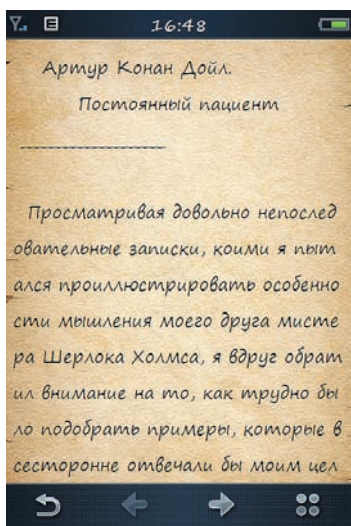 16:48
Артур Конан Дойл.
Постоянный пациент
Просматривая довольно непослед
овательные записки, коими я пыт
ался проиллюстрировать особенно
сти мышления моего друга мисте
ра Шерлока Холмса, я вдруг обрат
ил внимание на то, как трудно бы
ло подобрать примеры, которые в
сесторонне отвечали бы моим цел